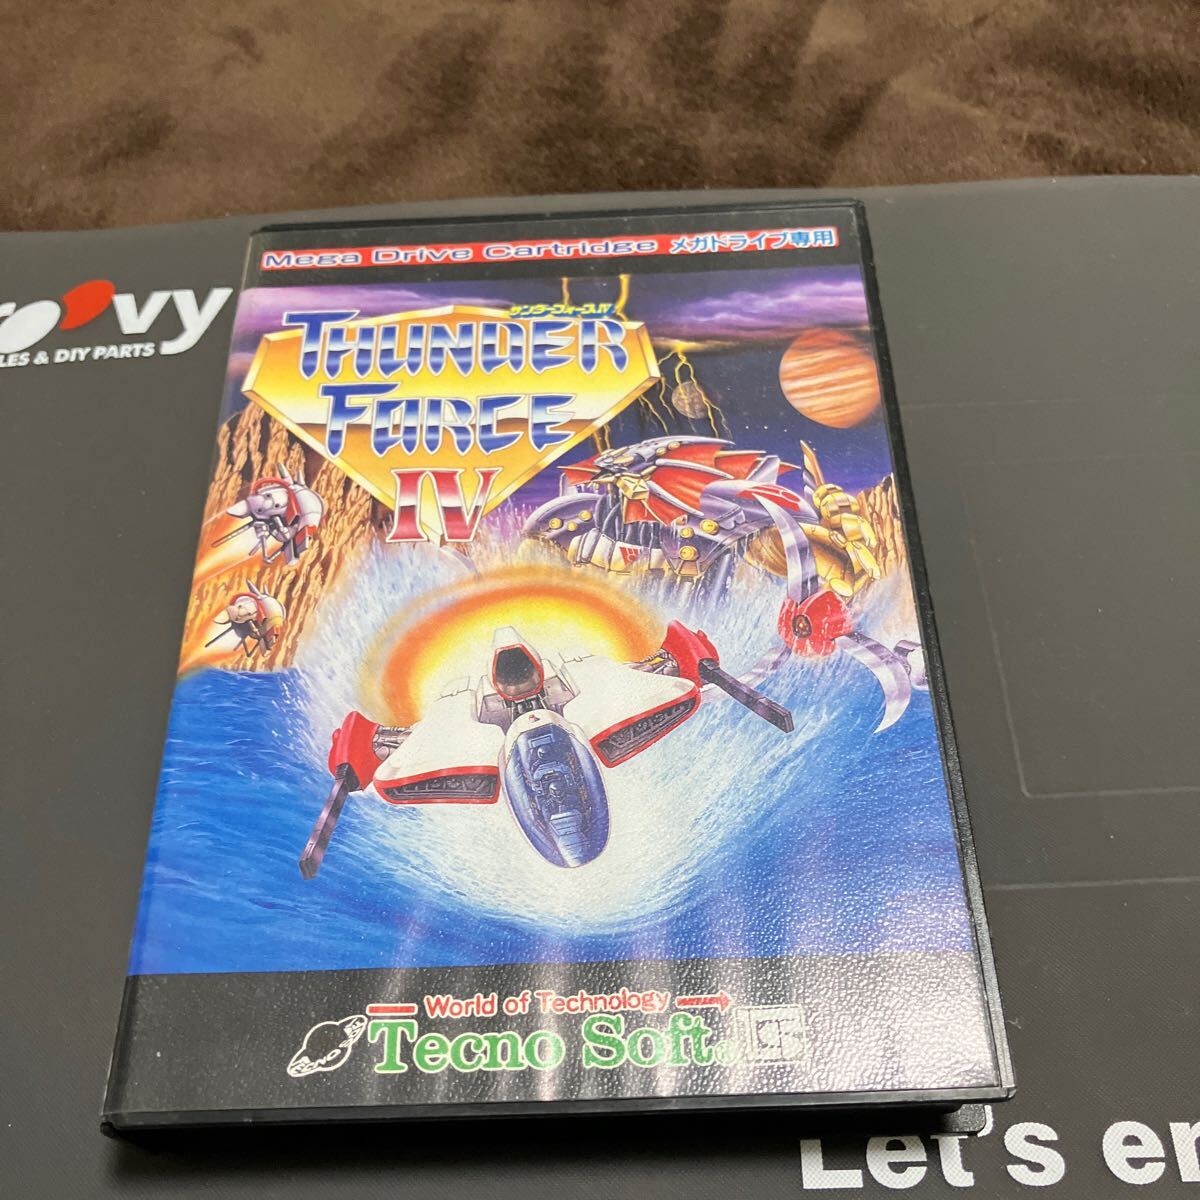 Mega Drive Cartridge メガドライブ専用
サンダーフォースIV
THUNDER
FORCE
IV
oovy
LES & DIY PARTS
World of Technology
Tecno Soft
Let's en